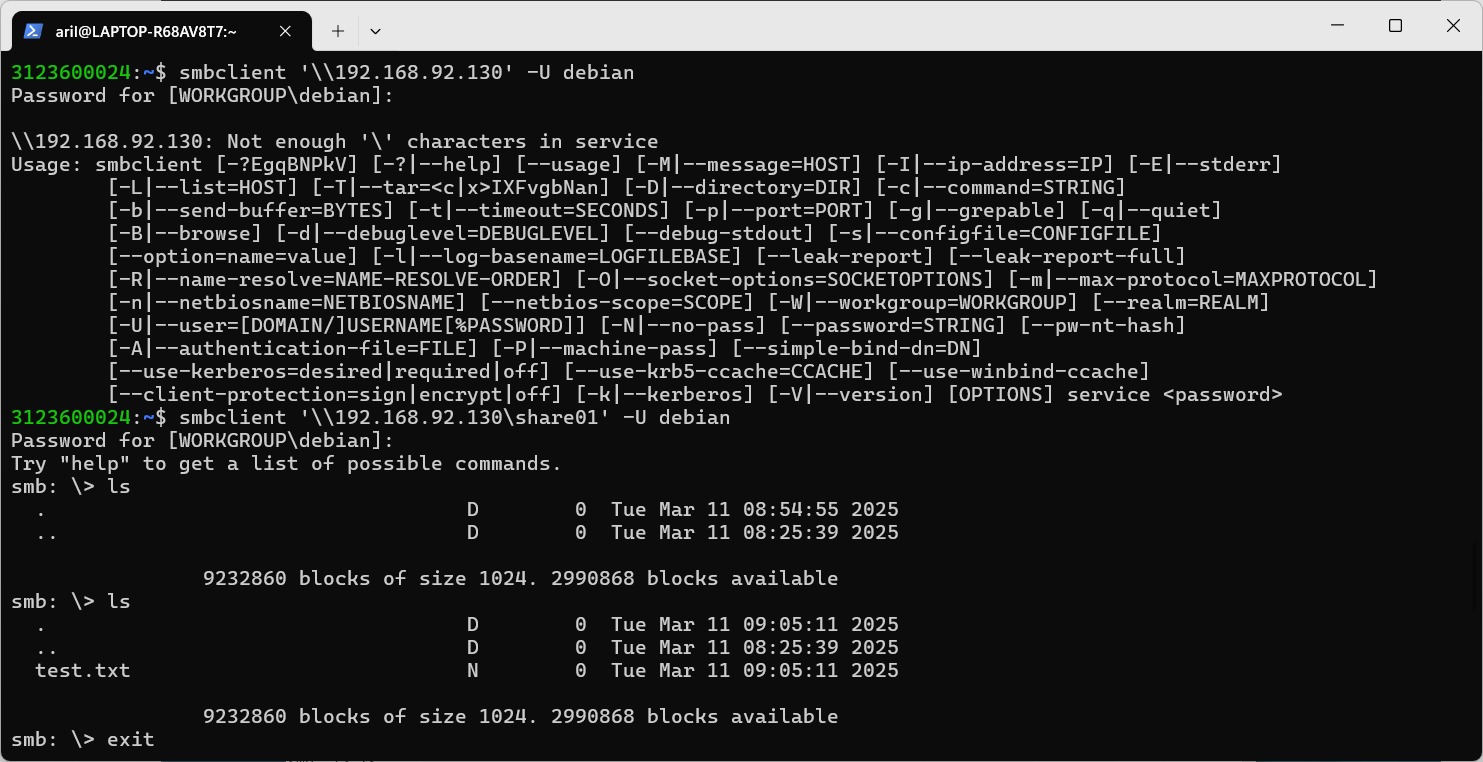 aril@LAPTOP-R68AV8T7:~
3123600024:~$ smbclient '\\192.168.92.130' -U debian
Password for [WORKGROUP\debian]:

\\192.168.92.130: Not enough '\' characters in service
Usage: smbclient [-?EgqBNPkV] [-?|--help] [--usage] [-M|--message=HOST] [-I|--ip-address=IP] [-E|--stderr]
        [-L|--list=HOST] [-T|--tar=<c|x>IXFvgbNan] [-D|--directory=DIR] [-c|--command=STRING]
        [-b|--send-buffer=BYTES] [-t|--timeout=SECONDS] [-p|--port=PORT] [-g|--grepable] [-q|--quiet]
        [-B|--browse] [-d|--debuglevel=DEBUGLEVEL] [--debug-stdout] [-s|--configfile=CONFIGFILE]
        [--option=name=value] [-l|--log-basename=LOGFILEBASE] [--leak-report] [--leak-report-full]
        [-R|--name-resolve=NAME-RESOLVE-ORDER] [-O|--socket-options=SOCKETOPTIONS] [-m|--max-protocol=MAXPROTOCOL]
        [-n|--netbiosname=NETBIOSNAME] [--netbios-scope=SCOPE] [-W|--workgroup=WORKGROUP] [--realm=REALM]
        [-U|--user=[DOMAIN/]USERNAME[%PASSWORD]] [-N|--no-pass] [--password=STRING] [--pw-nt-hash]
        [-A|--authentication-file=FILE] [-P|--machine-pass] [--simple-bind-dn=DN]
        [--use-kerberos=desired|required|off] [--use-krb5-ccache=CCACHE] [--use-winbind-ccache]
        [--client-protection=sign|encrypt|off] [-k|--kerberos] [-V|--version] [OPTIONS] service <password>
3123600024:~$ smbclient '\\192.168.92.130\share01' -U debian
Password for [WORKGROUP\debian]:
Try "help" to get a list of possible commands.
smb: \> ls
  .                                   D        0  Tue Mar 11 08:54:55 2025
  ..                                  D        0  Tue Mar 11 08:25:39 2025

                9232860 blocks of size 1024. 2990868 blocks available
smb: \> ls
  .                                   D        0  Tue Mar 11 09:05:11 2025
  ..                                  D        0  Tue Mar 11 08:25:39 2025
  test.txt                            N        0  Tue Mar 11 09:05:11 2025

                9232860 blocks of size 1024. 2990868 blocks available
smb: \> exit